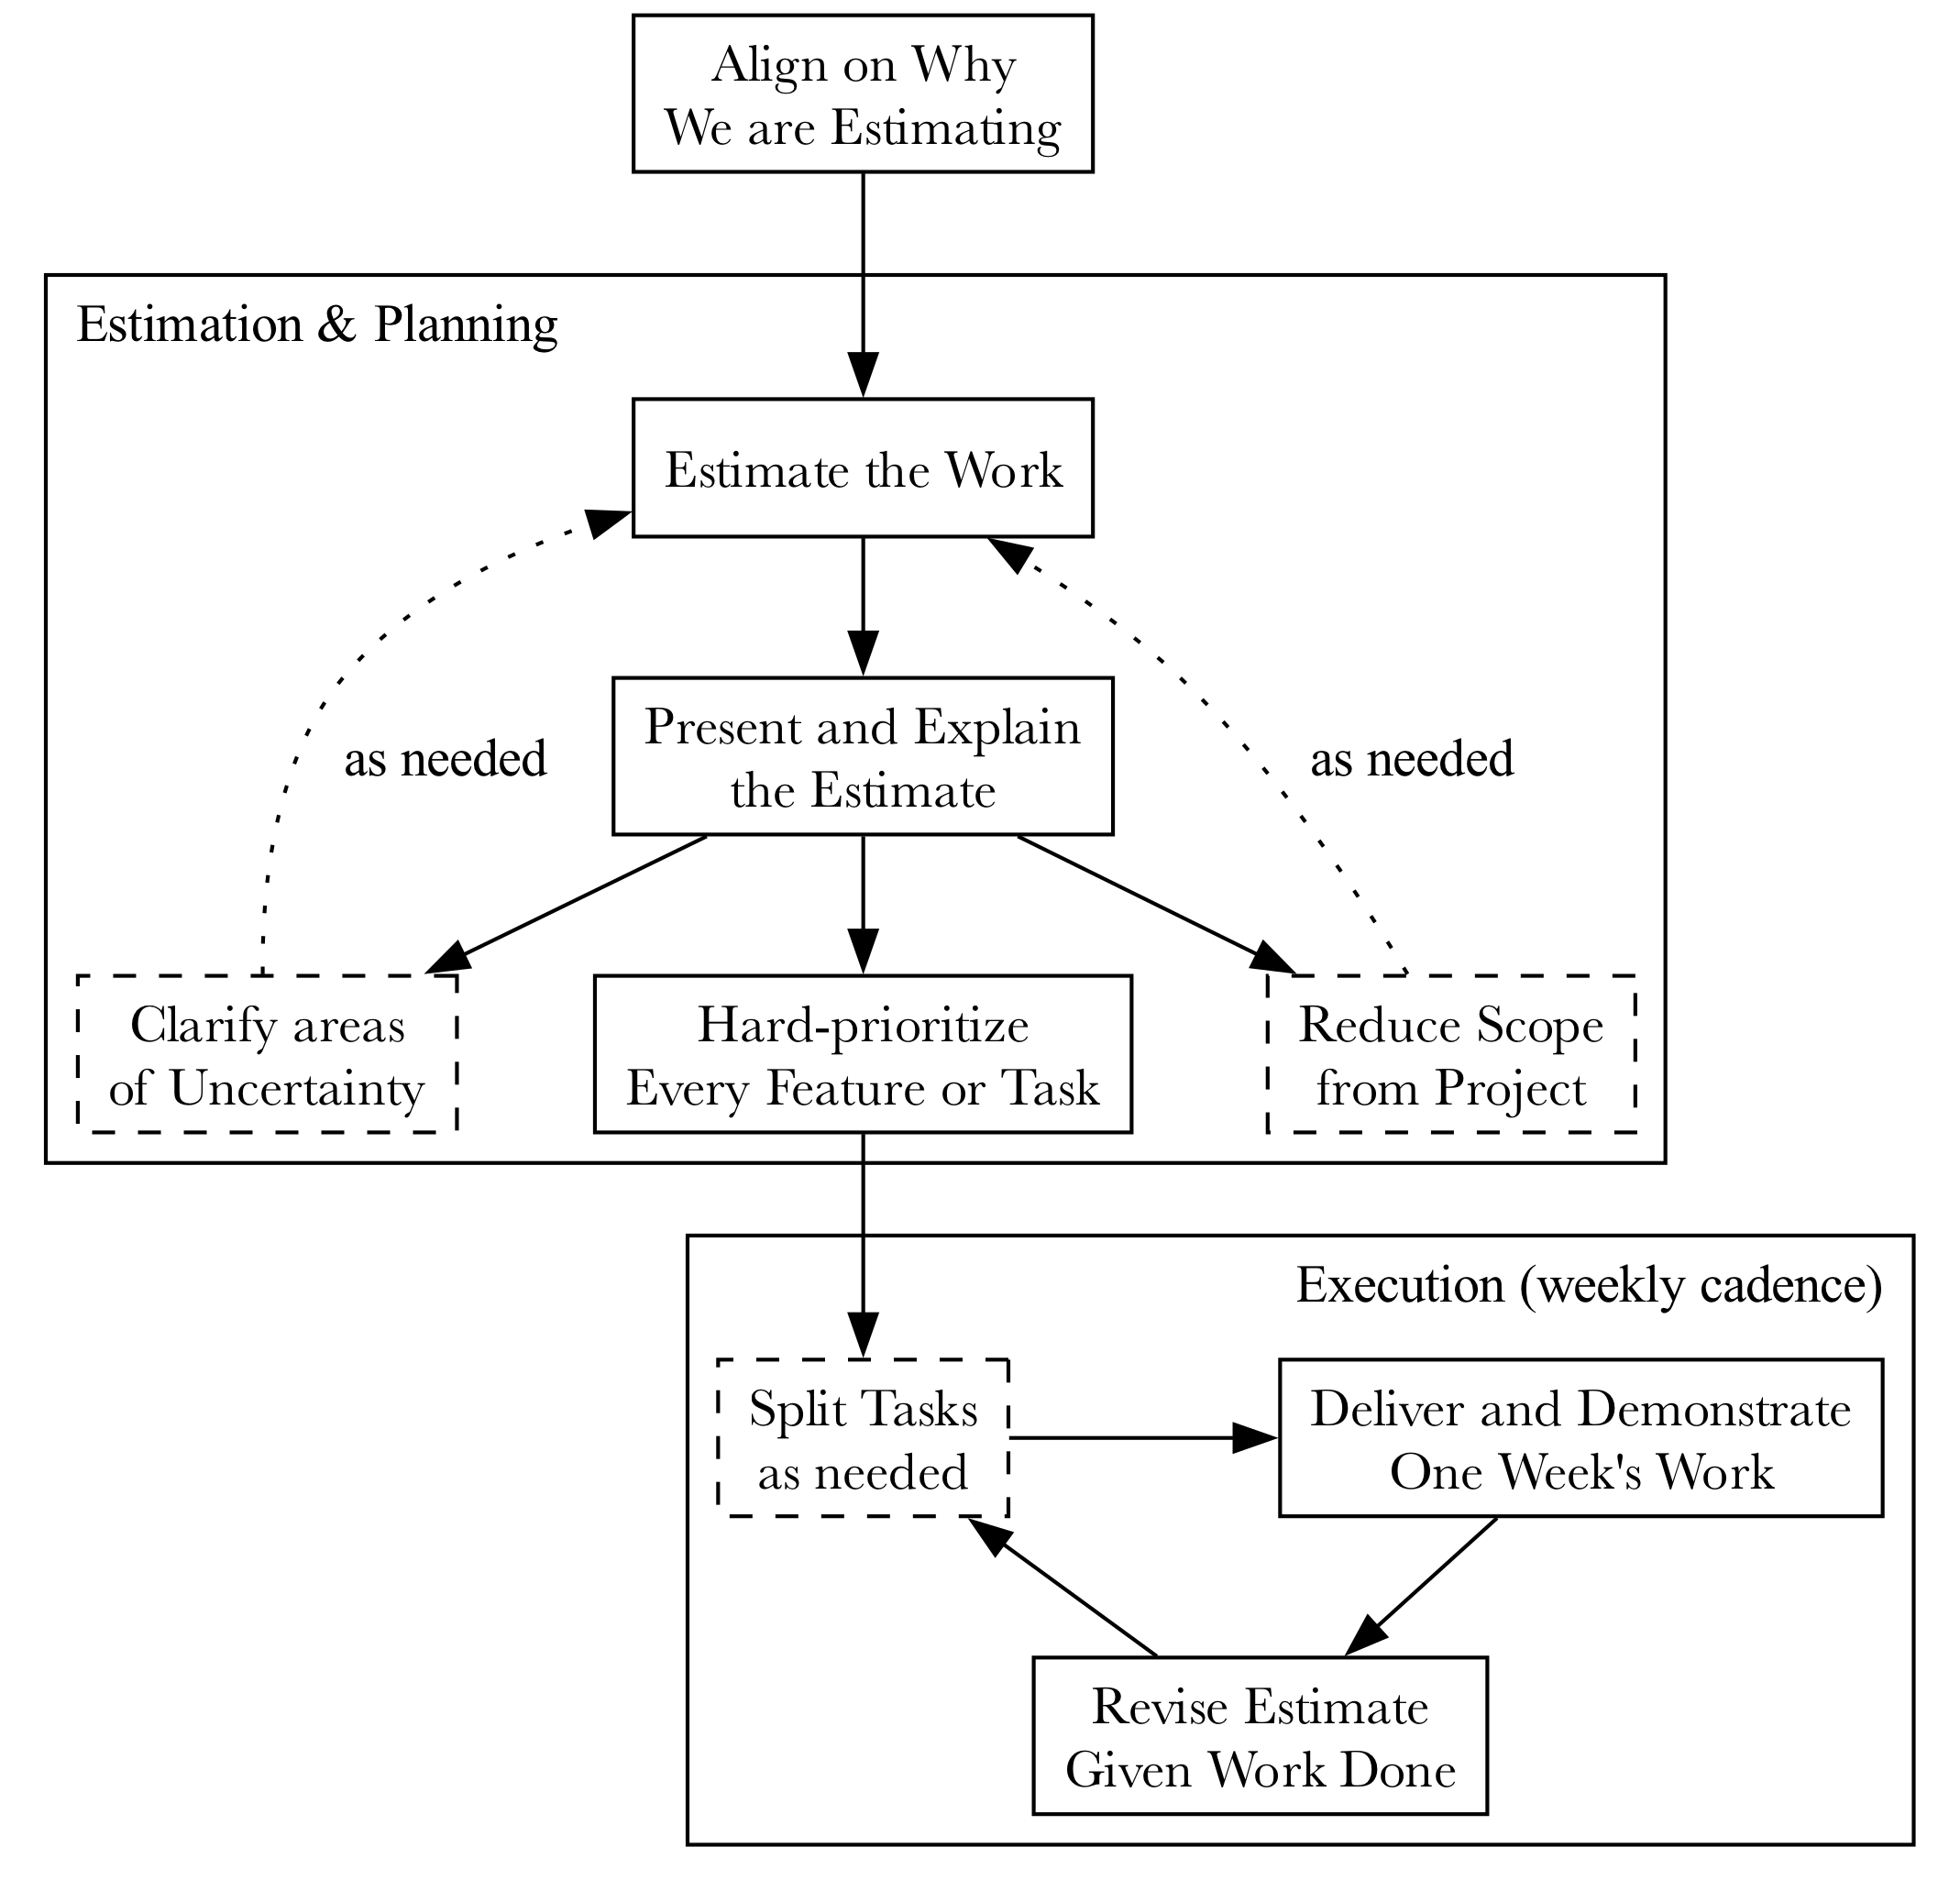 Align on Why
We are Estimating
Estimation & Planning
Estimate the Work
Present and Explain
the Estimate
as needed
as needed
Clarify areas
of Uncertainty
Hard-prioritize
Every Feature or Task
Reduce Scope
from Project
Execution (weekly cadence)
Split Tasks
as needed
Deliver and Demonstrate
One Week's Work
Revise Estimate
Given Work Done